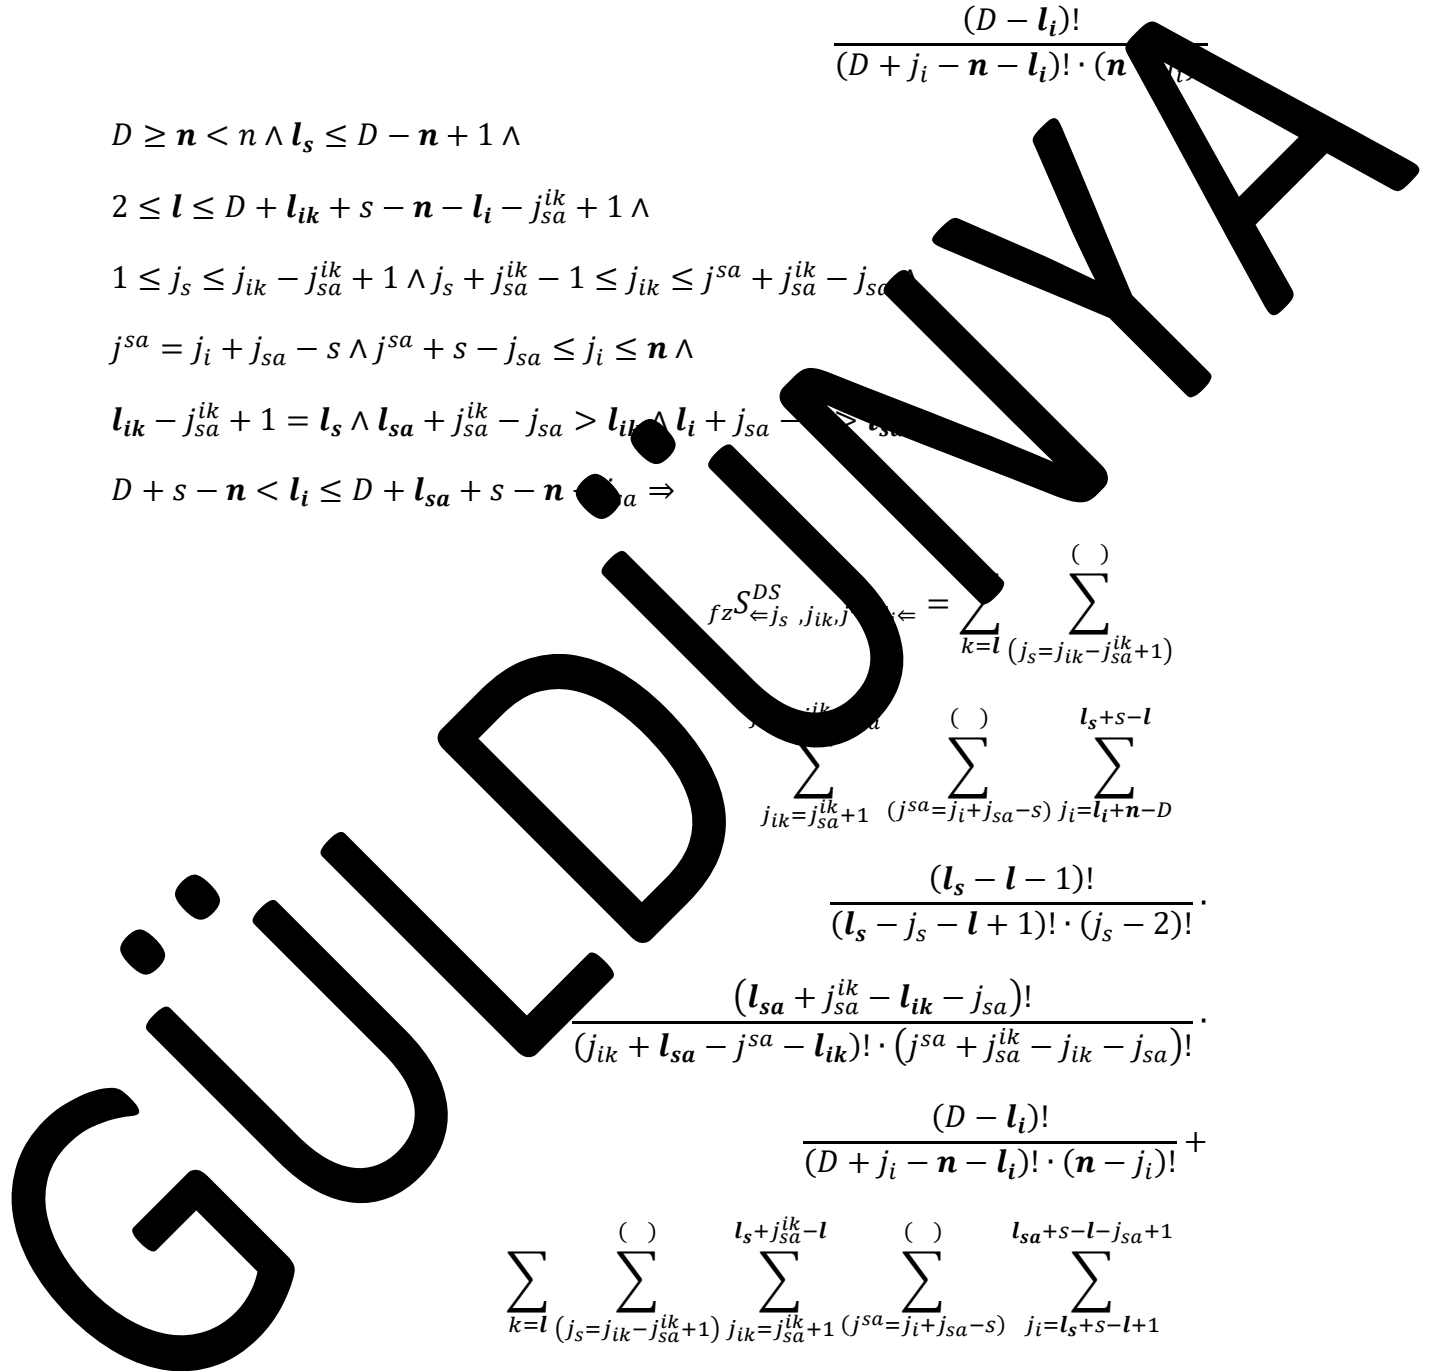 (D − l_i)!
(D + j_i − n − l_i)! · (n
D ≥ n < n ∧ l_s ≤ D − n + 1 ∧
2 ≤ l ≤ D + l_ik + s − n − l_i − j_sa^ik + 1 ∧
1 ≤ j_s ≤ j_ik − j_sa^ik + 1 ∧ j_s + j_sa^ik − 1 ≤ j_ik ≤ j^sa + j_sa^ik − j_sa ∧
j^sa = j_i + j_sa − s ∧ j^sa + s − j_sa ≤ j_i ≤ n ∧
l_ik − j_sa^ik + 1 = l_s ∧ l_sa + j_sa^ik − j_sa > l_ik ∧ l_i + j_sa − > l_sa
D + s − n < l_i ≤ D + l_sa + s − n − j_sa ⇒
( )
fzS^DS_⇐j_s ,j_ik,j ⇐ = ∑ ∑
k=l (j_s=j_ik−j_sa^ik+1)
( ) l_s+s−l
∑ ∑ ∑
j_ik=j_sa^ik+1 (j^sa=j_i+j_sa−s) j_i=l_i+n−D
(l_s − l − 1)!
(l_s − j_s − l + 1)! · (j_s − 2)! ·
(l_sa + j_sa^ik − l_ik − j_sa)!
(j_ik + l_sa − j^sa − l_ik)! · (j^sa + j_sa^ik − j_ik − j_sa)! ·
(D − l_i)!
(D + j_i − n − l_i)! · (n − j_i)! +
( ) l_s+j_sa^ik−l ( ) l_sa+s−l−j_sa+1
∑ ∑ ∑ ∑ ∑
k=l (j_s=j_ik−j_sa^ik+1) j_ik=j_sa^ik+1 (j^sa=j_i+j_sa−s) j_i=l_s+s−l+1
GÜLDÜNYA